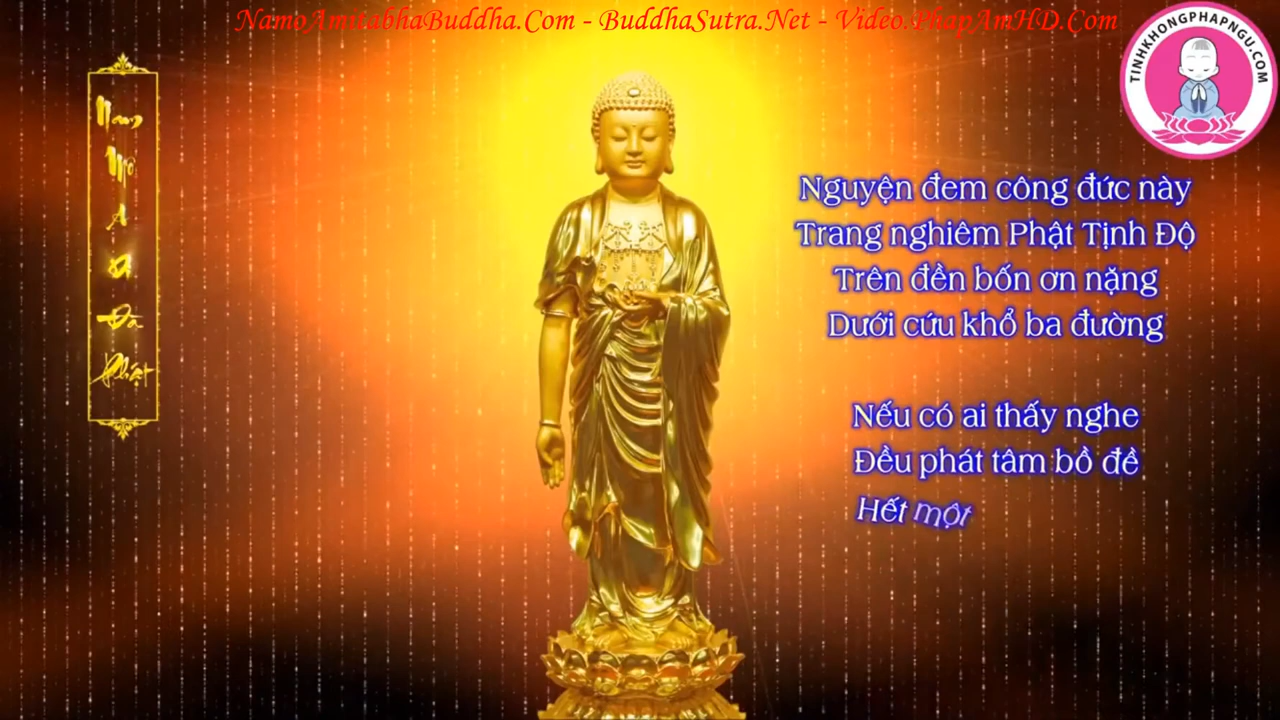 NamoAmitabhaBuddha.Com - BuddhaSutra.Net - Video.PhapAmHD.Com
TINHKHONGPHAPNGU.COM
Nam
Mô
A
Di
Đà
Phật
Nguyện đem công đức này
Trang nghiêm Phật Tịnh Độ
Trên đền bốn ơn nặng
Dưới cứu khổ ba đường
Nếu có ai thấy nghe
Đều phát tâm bồ đề
Hết một